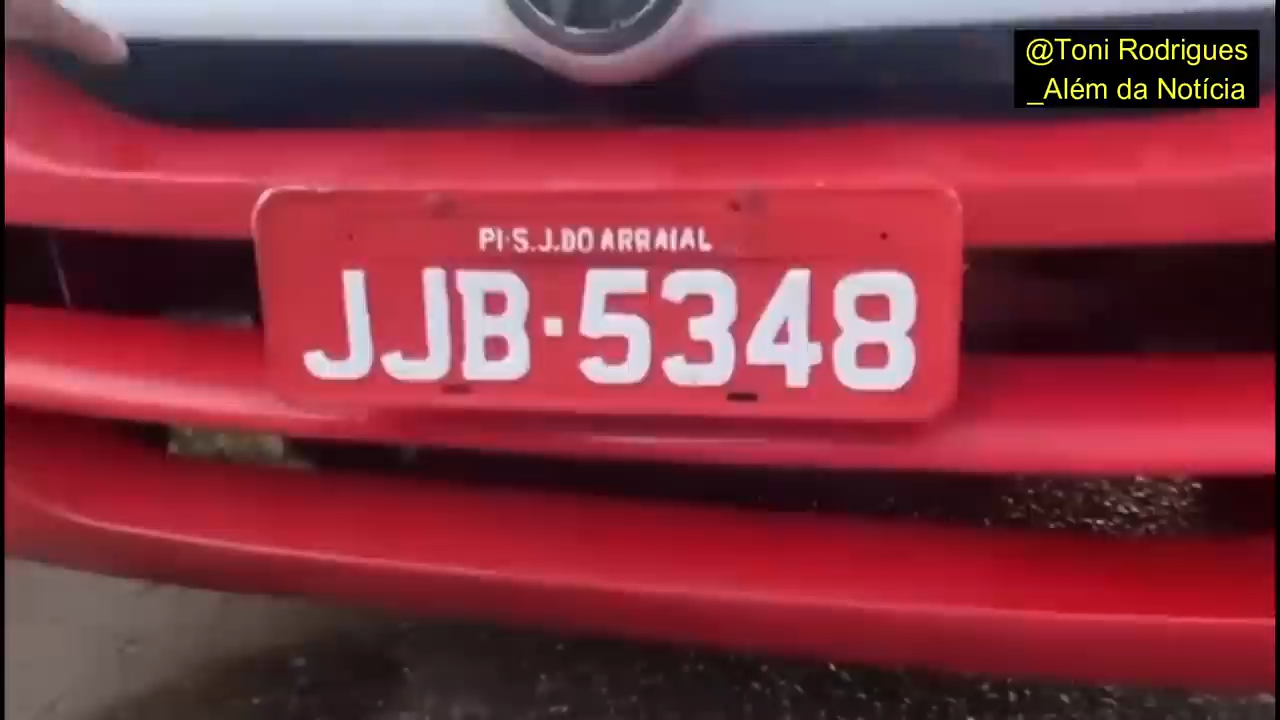 @Toni Rodrigues
_Além da Notícia
PI·S.J.DO ARRAIAL
JJB·5348